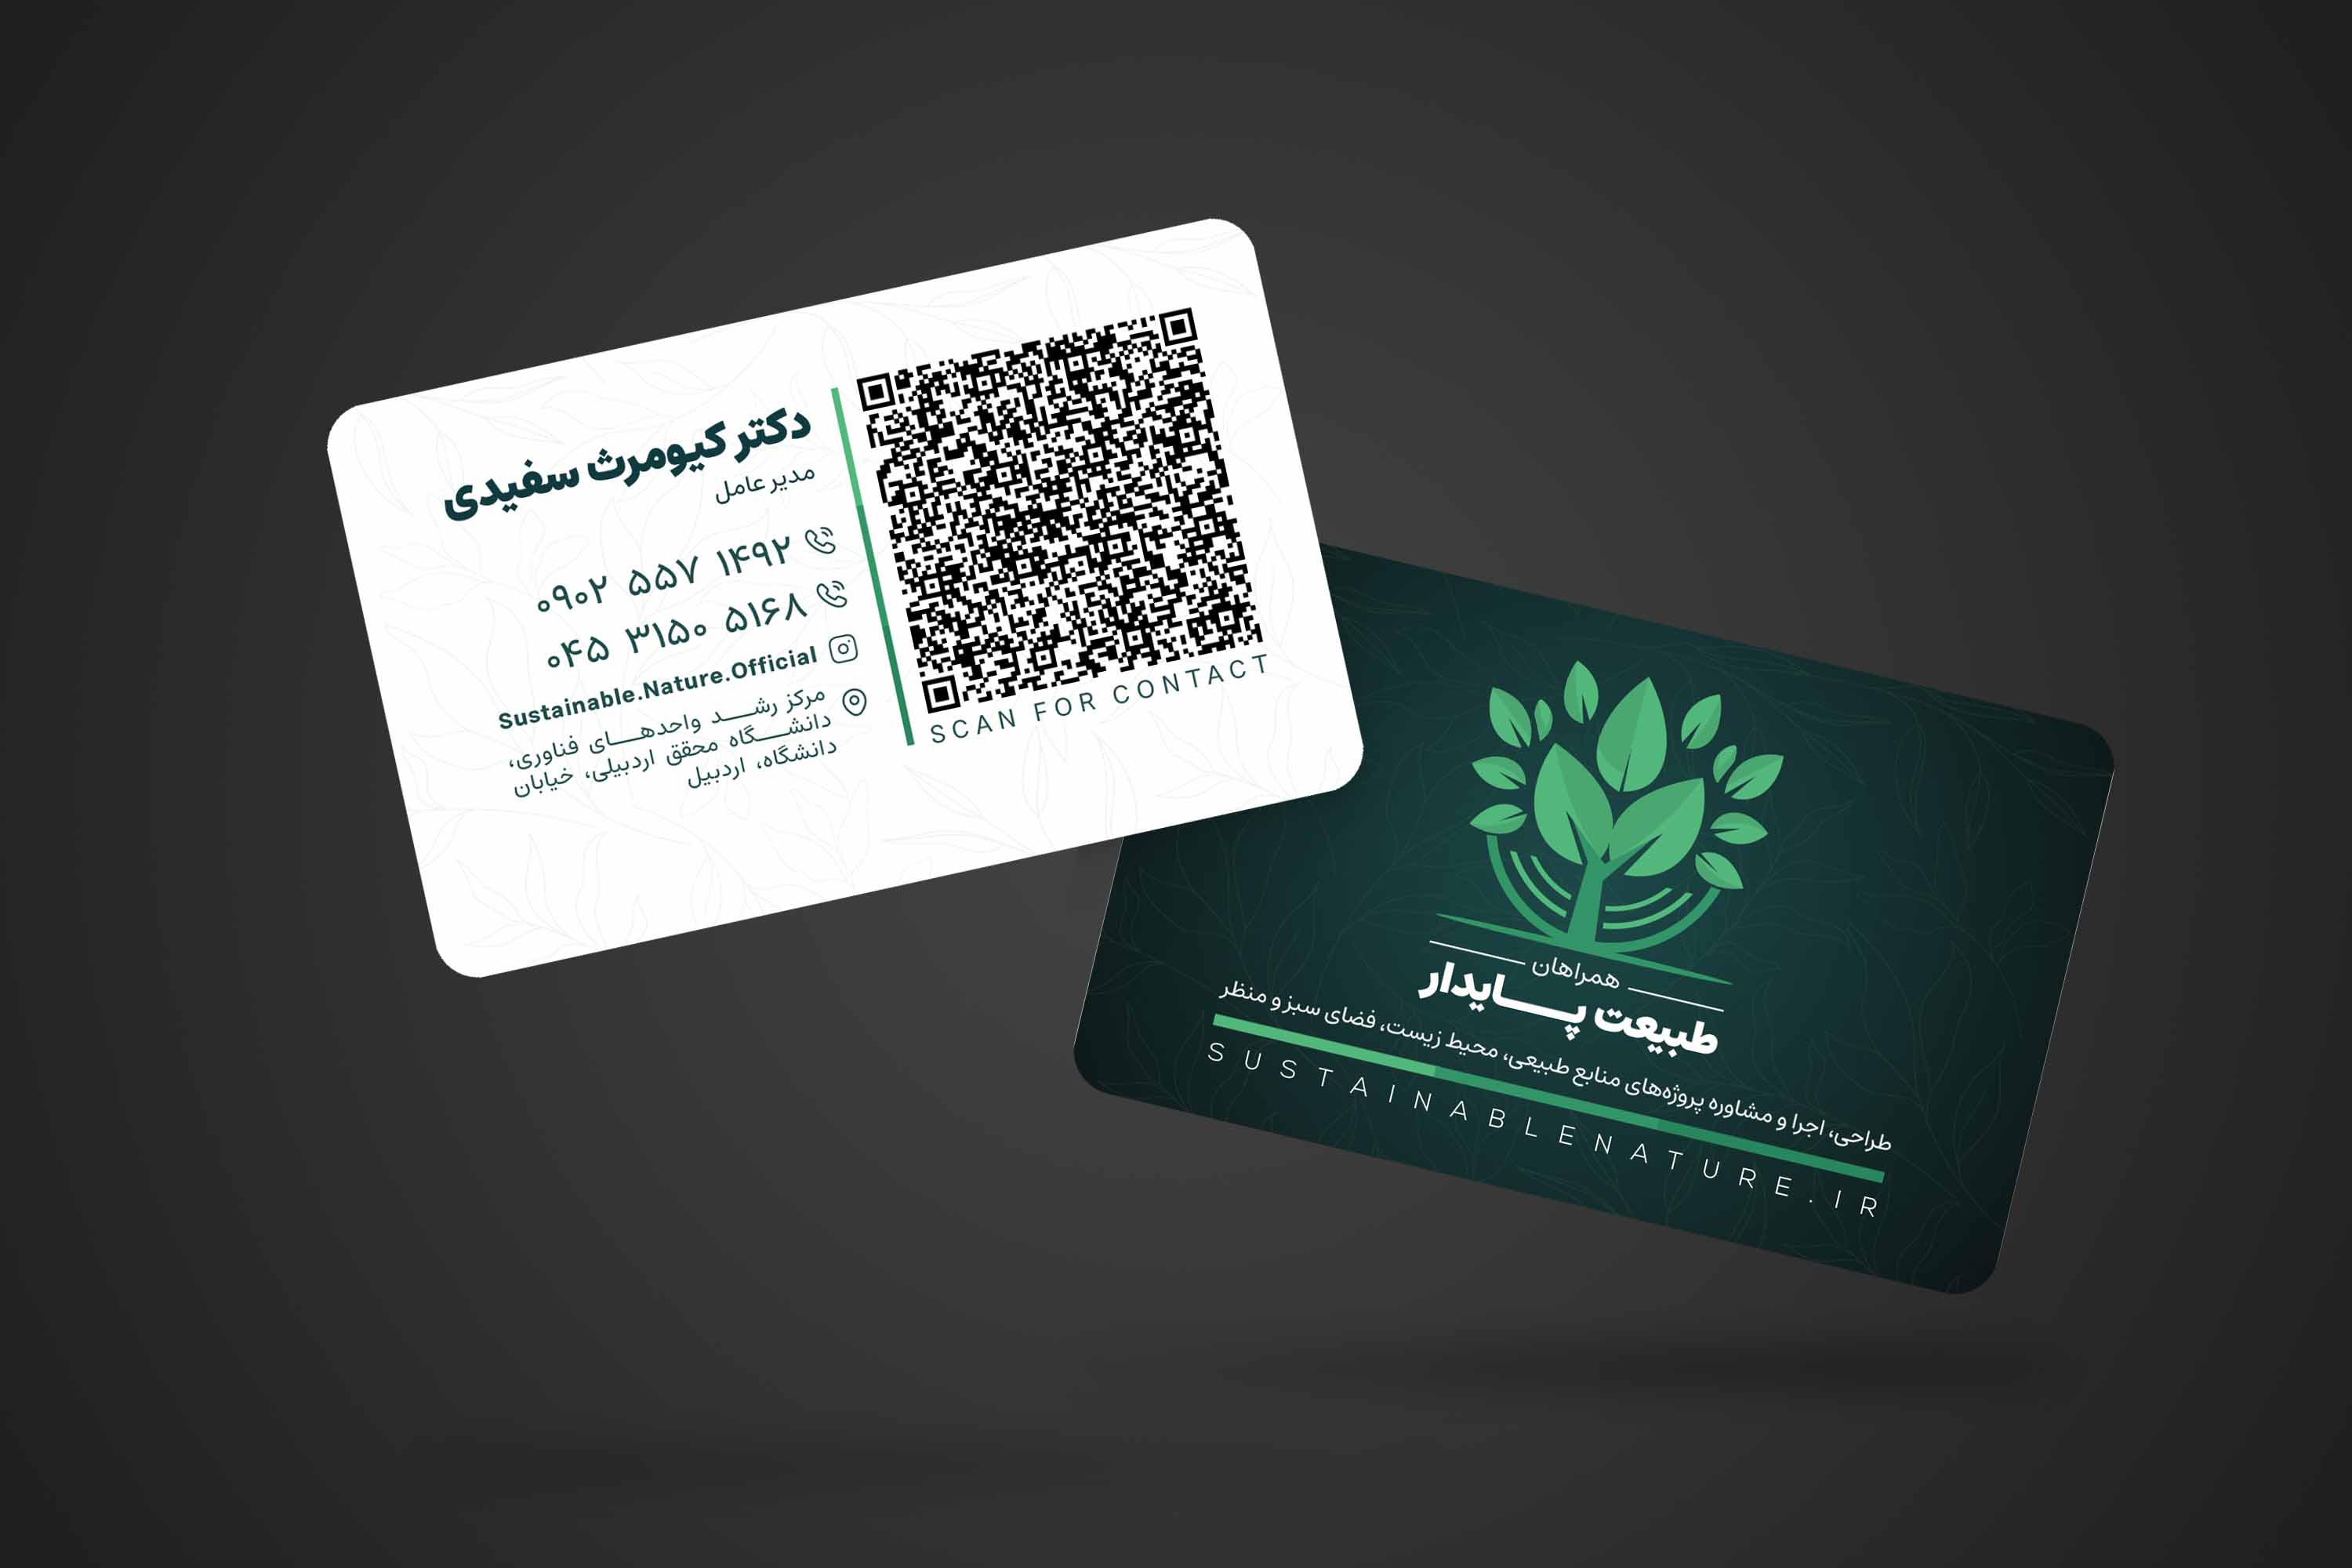 دکتر کیومرث سفیدی
مدیر عامل
۰۹۰۲ ۵۵۷ ۱۴۹۲
۰۴۵ ۳۱۵۰ ۵۱۶۸
Sustainable.Nature.Official
مرکز رشد واحدهای فناوری،
دانشگاه محقق اردبیلی، خیابان
دانشگاه، اردبیل
SCAN FOR CONTACT
همراهان
طبیعت پایدار
طراحی، اجرا و مشاوره پروژه‌های منابع طبیعی، محیط زیست، فضای سبز و منظر
SUSTAINABLENATURE.IR